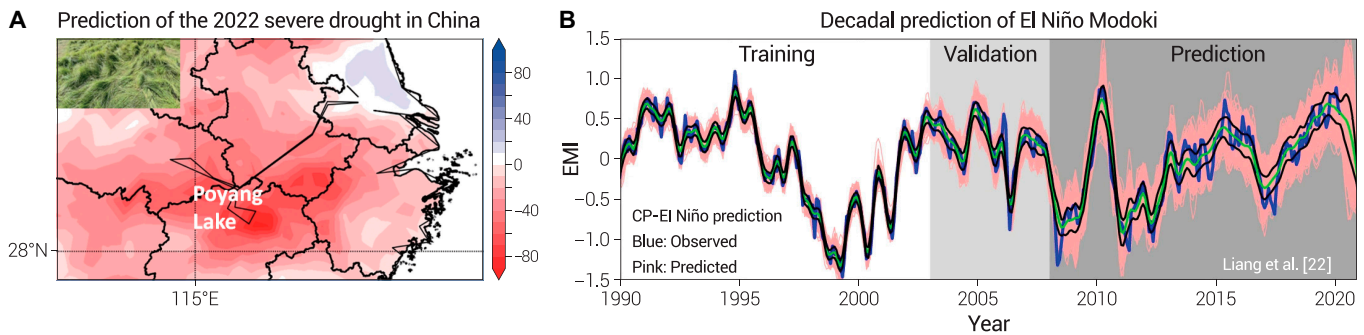 A Prediction of the 2022 severe drought in China
Poyang
Lake
28°N
115°E
80
40
0
−40
−80
B Decadal prediction of El Niño Modoki
Training
Validation
Prediction
EMI
1.5
1.0
0.5
0
−0.5
−1.0
−1.5
CP-EI Niño prediction
Blue: Observed
Pink: Predicted
Liang et al. [22]
1990
1995
2000
2005
2010
2015
2020
Year